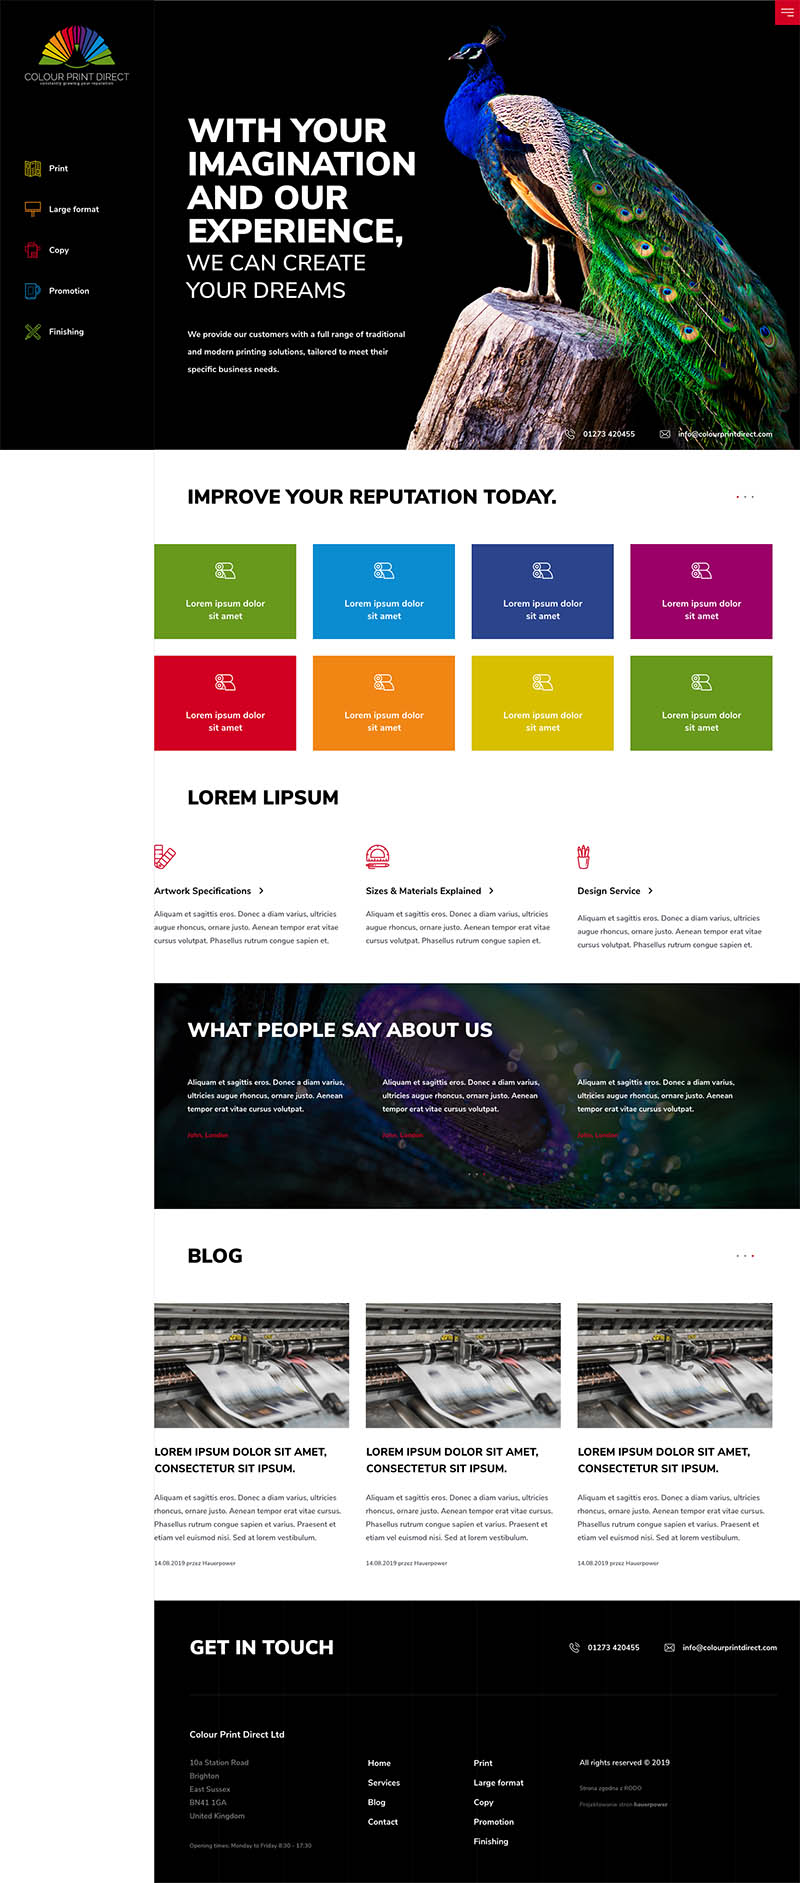 COLOUR PRINT DIRECT
constantly growing your reputation
Print
Large format
Copy
Promotion
Finishing
WITH YOUR
IMAGINATION
AND OUR
EXPERIENCE,
WE CAN CREATE
YOUR DREAMS
We provide our customers with a full range of traditional
and modern printing solutions, tailored to meet their
specific business needs.
01273 420455 info@colourprintdirect.com
IMPROVE YOUR REPUTATION TODAY.
Lorem ipsum dolor
sit amet
Lorem ipsum dolor
sit amet
Lorem ipsum dolor
sit amet
Lorem ipsum dolor
sit amet
Lorem ipsum dolor
sit amet
Lorem ipsum dolor
sit amet
Lorem ipsum dolor
sit amet
Lorem ipsum dolor
sit amet
LOREM LIPSUM
Artwork Specifications
Aliquam et sagittis eros. Donec a diam varius, ultricies
augue rhoncus, ornare justo. Aenean tempor erat vitae
cursus volutpat. Phasellus rutrum congue sapien et.
Sizes & Materials Explained
Aliquam et sagittis eros. Donec a diam varius, ultricies
augue rhoncus, ornare justo. Aenean tempor erat vitae
cursus volutpat. Phasellus rutrum congue sapien et.
Design Service
Aliquam et sagittis eros. Donec a diam varius, ultricies
augue rhoncus, ornare justo. Aenean tempor erat vitae
cursus volutpat. Phasellus rutrum congue sapien et.
WHAT PEOPLE SAY ABOUT US
Aliquam et sagittis eros. Donec a diam varius,
ultricies augue rhoncus, ornare justo. Aenean
tempor erat vitae cursus volutpat.
John, London
Aliquam et sagittis eros. Donec a diam varius,
ultricies augue rhoncus, ornare justo. Aenean
tempor erat vitae cursus volutpat.
John, London
Aliquam et sagittis eros. Donec a diam varius,
ultricies augue rhoncus, ornare justo. Aenean
tempor erat vitae cursus volutpat.
John, London
BLOG
LOREM IPSUM DOLOR SIT AMET,
CONSECTETUR SIT IPSUM.
Aliquam et sagittis eros. Donec a diam varius, ultricies
rhoncus, ornare justo. Aenean tempor erat vitae cursus.
Phasellus rutrum congue sapien et varius. Praesent et
etiam vel euismod nisi. Sed at lorem vestibulum.
14.08.2019 przez Hauerpower
LOREM IPSUM DOLOR SIT AMET,
CONSECTETUR SIT IPSUM.
Aliquam et sagittis eros. Donec a diam varius, ultricies
rhoncus, ornare justo. Aenean tempor erat vitae cursus.
Phasellus rutrum congue sapien et varius. Praesent et
etiam vel euismod nisi. Sed at lorem vestibulum.
14.08.2019 przez Hauerpower
LOREM IPSUM DOLOR SIT AMET,
CONSECTETUR SIT IPSUM.
Aliquam et sagittis eros. Donec a diam varius, ultricies
rhoncus, ornare justo. Aenean tempor erat vitae cursus.
Phasellus rutrum congue sapien et varius. Praesent et
etiam vel euismod nisi. Sed at lorem vestibulum.
14.08.2019 przez Hauerpower
GET IN TOUCH
01273 420455 info@colourprintdirect.com
Colour Print Direct Ltd
10a Station Road
Brighton
East Sussex
BN41 1GA
United Kingdom
Opening times: Monday to Friday 8:30 - 17:30
Home
Services
Blog
Contact
Print
Large format
Copy
Promotion
Finishing
All rights reserved © 2019
Strona zgodna z RODO
Projektowanie stron hauerpower